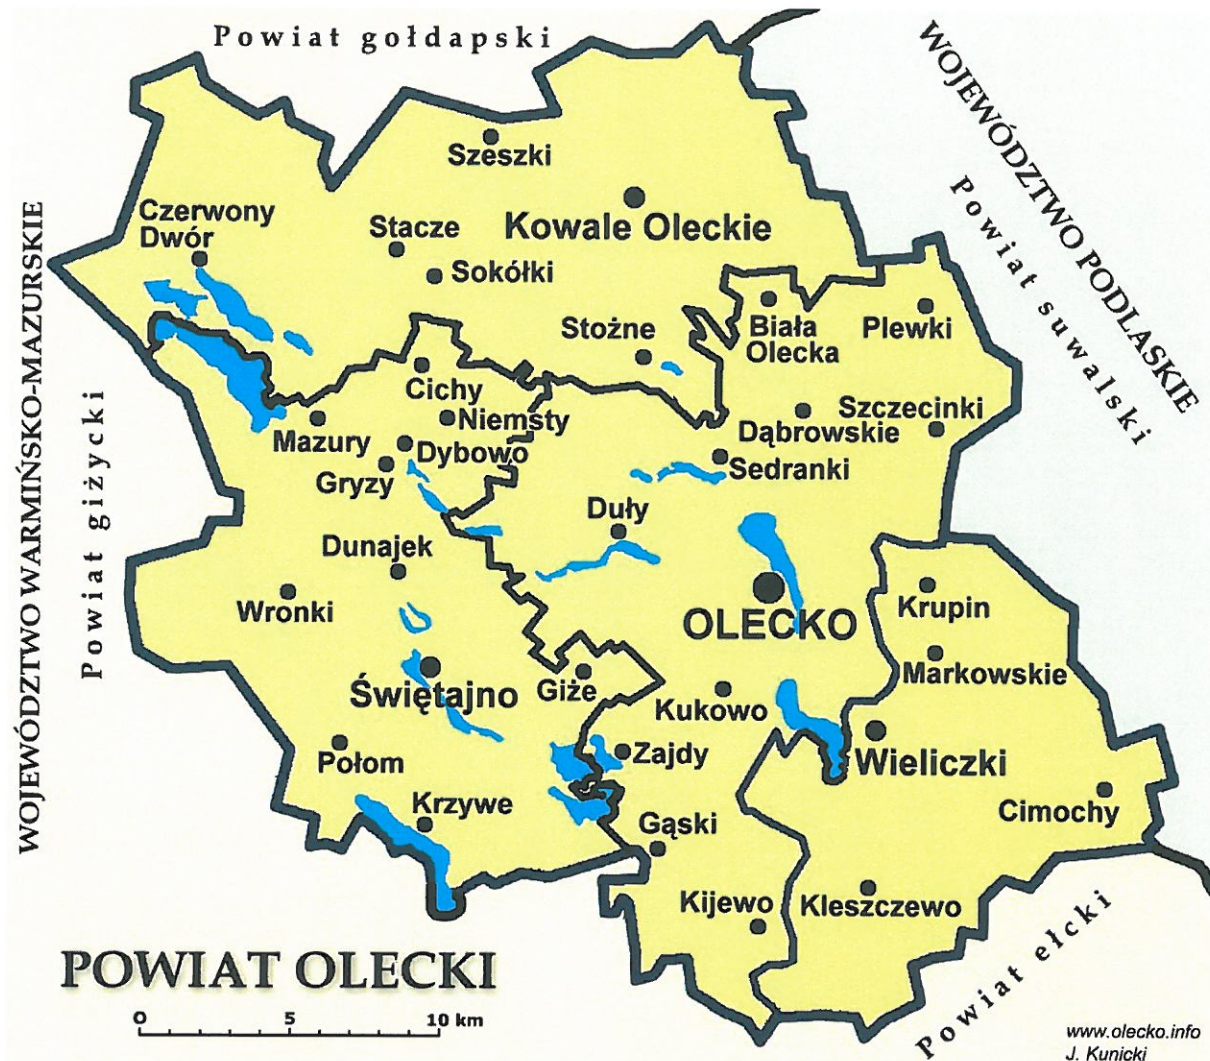 Powiat gołdapski
WOJEWÓDZTWO PODLASKIE
Powiat suwalski
WOJEWÓDZTWO WARMIŃSKO-MAZURSKIE
Powiat giżycki
Szeszki
Czerwony
Dwór
Stacze
Kowale Oleckie
Sokółki
Stożne
Biała
Olecka
Plewki
Cichy
Mazury
Niemsty
Szczecinki
Dąbrowskie
Dybowo
Gryzy
Sedranki
Duły
Dunajek
Wronki
OLECKO
Krupin
Markowskie
Świętajno
Giże
Kukowo
Połom
Zajdy
Wieliczki
Krzywe
Cimochy
Gąski
Kijewo
Kleszczewo
Powiat ełcki
POWIAT OLECKI
0 5 10 km
www.olecko.info
J. Kunicki